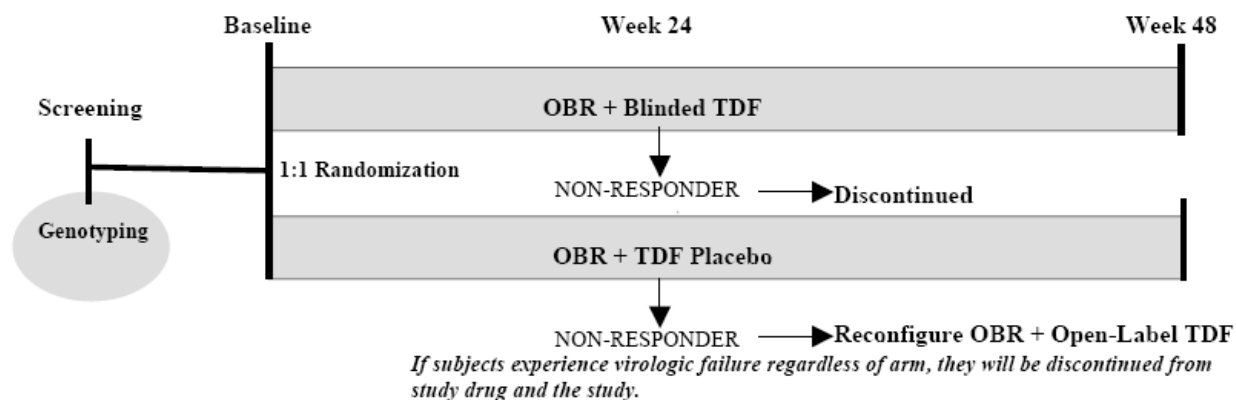 Baseline Week 24 Week 48
Screening
OBR + Blinded TDF
1:1 Randomization
NON-RESPONDER Discontinued
Genotyping
OBR + TDF Placebo
NON-RESPONDER Reconfigure OBR + Open-Label TDF
If subjects experience virologic failure regardless of arm, they will be discontinued from
study drug and the study.